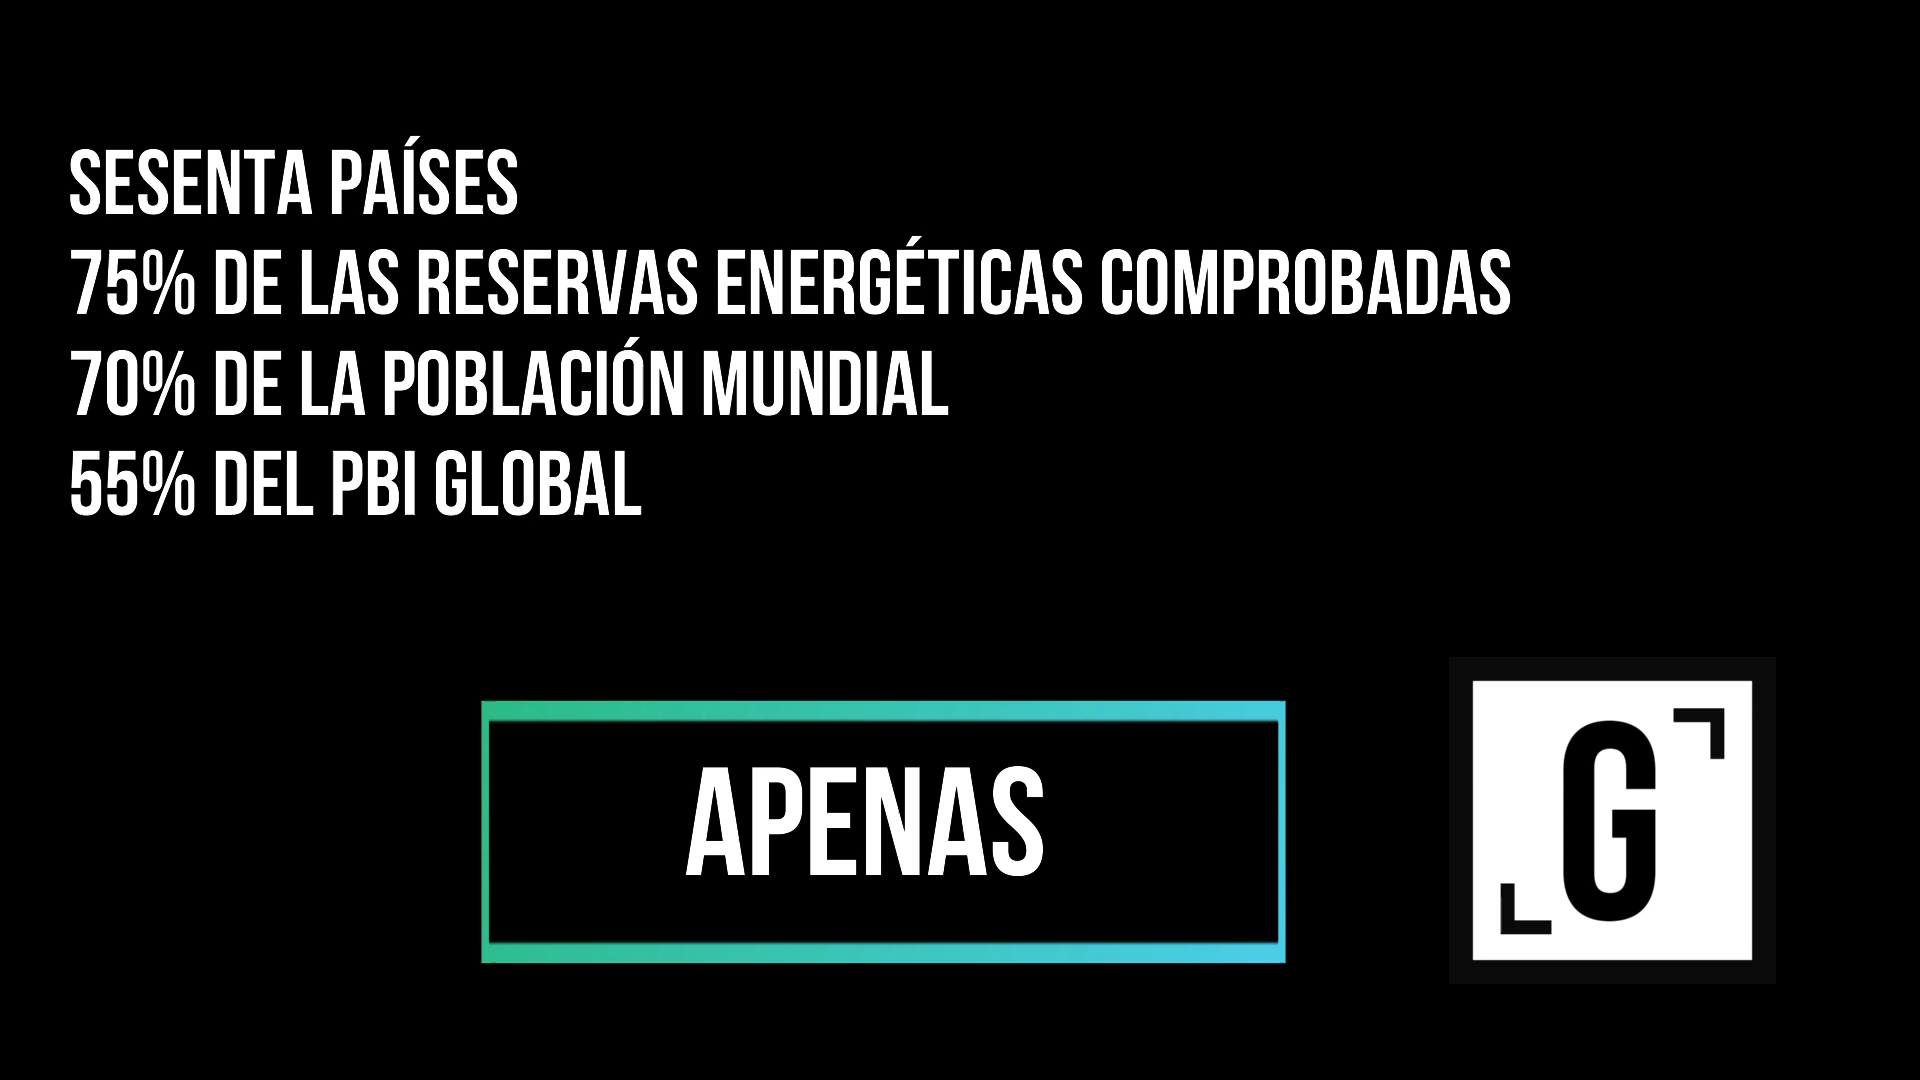 SESENTA PAÍSES
75% DE LAS RESERVAS ENERGÉTICAS COMPROBADAS
70% DE LA POBLACIÓN MUNDIAL
55% DEL PBI GLOBAL
APENAS
G